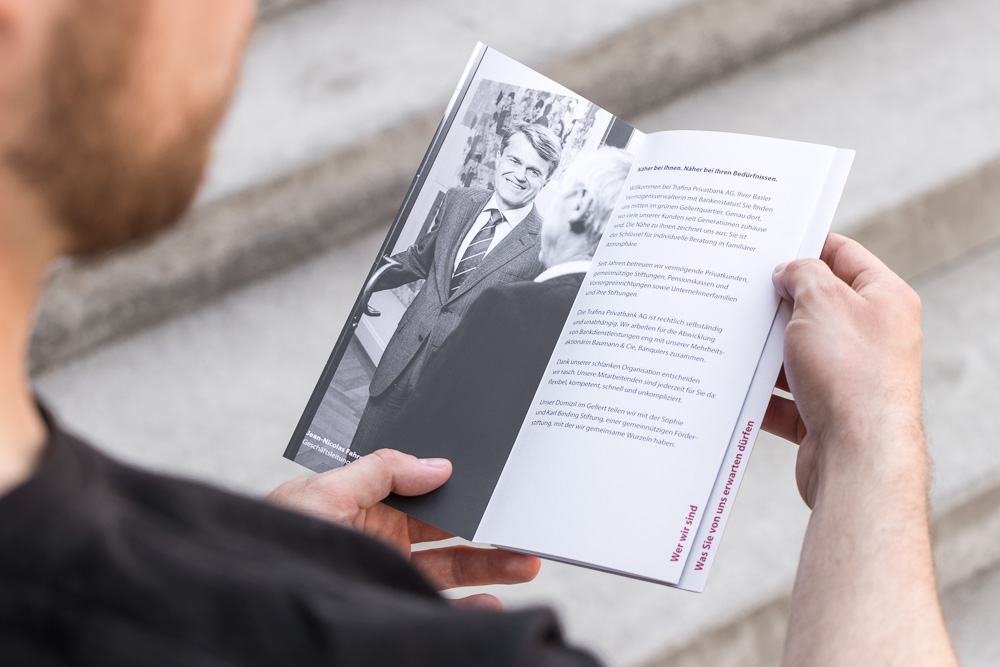 Jean-Nicolas Fahr
Geschäftsleitung
Näher bei Ihnen. Näher bei Ihren Bedürfnissen.
Willkommen bei Trafina Privatbank AG, Ihrer Basler
Vermögensverwalterin mit Bankenstatus! Sie finden
uns mitten im grünen Gellertquartier. Genau dort,
wo viele unserer Kunden seit Generationen zuhause
sind. Die Nähe zu ihnen zeichnet uns aus: Sie ist
der Schlüssel für individuelle Beratung in familiärer
Atmosphäre.
Seit Jahren betreuen wir vermögende Privatkunden,
gemeinnützige Stiftungen, Pensionskassen und
Vorsorgeeinrichtungen sowie Unternehmerfamilien
und ihre Stiftungen.
Die Trafina Privatbank AG ist rechtlich selbständig
und unabhängig. Wir arbeiten für die Abwicklung
von Bankdienstleistungen eng mit unserer Mehrheits-
aktionärin Baumann & Cie, Banquiers zusammen.
Dank unserer schlanken Organisation entscheiden
wir rasch. Unsere Mitarbeitenden sind jederzeit für Sie da:
flexibel, kompetent, schnell und unkompliziert.
Unser Domizil im Gellert teilen wir mit der Sophie
und Karl Binding Stiftung, einer gemeinnützigen Förder-
stiftung, mit der wir gemeinsame Wurzeln haben.
Wer wir sind
Was Sie von uns erwarten dürfen